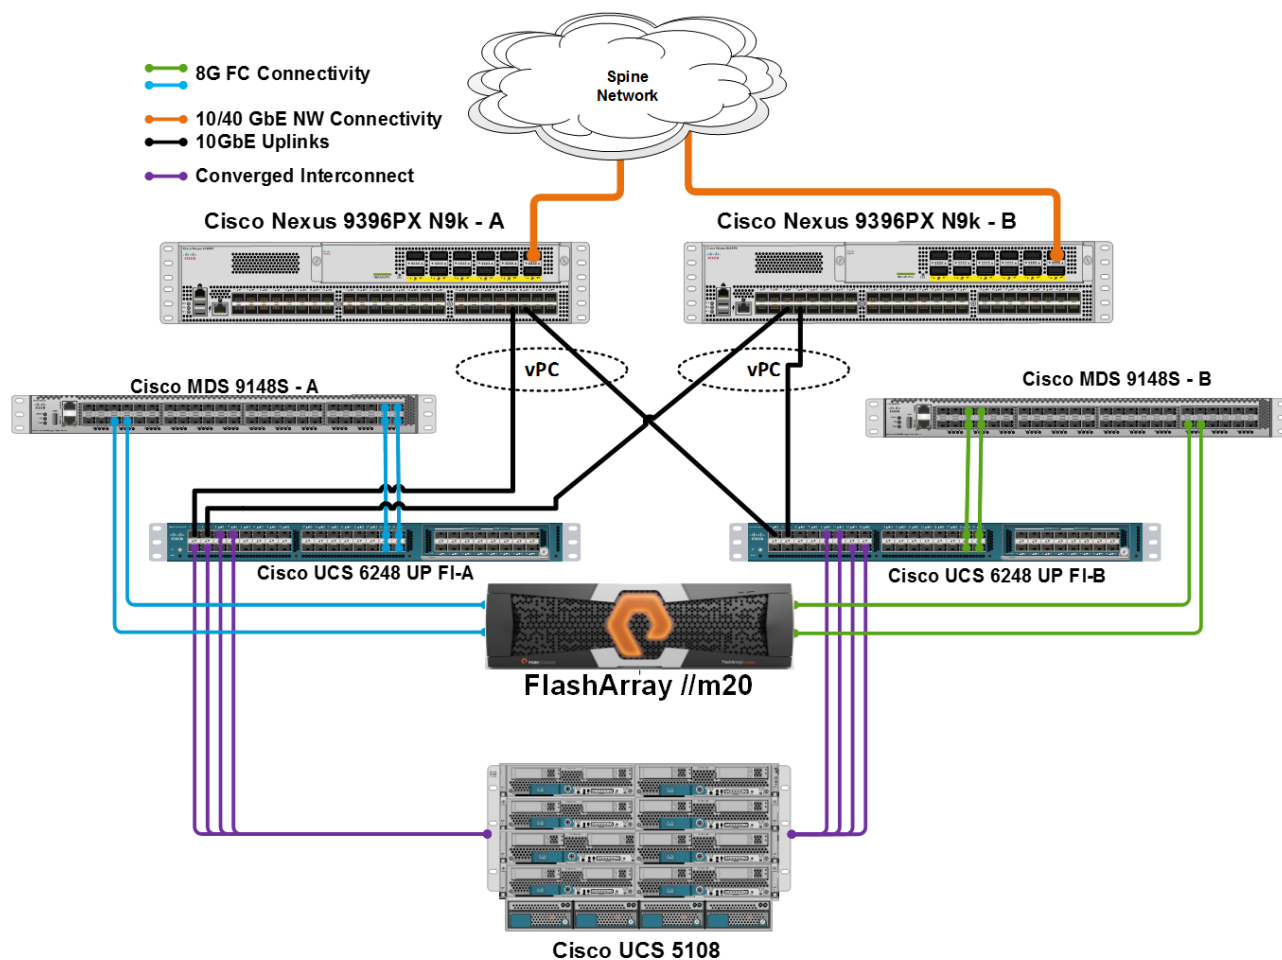 Spine
Network
8G FC Connectivity
10/40 GbE NW Connectivity
10GbE Uplinks
Converged Interconnect
Cisco Nexus 9396PX N9k - A
Cisco Nexus 9396PX N9k - B
vPC
vPC
Cisco MDS 9148S - A
Cisco MDS 9148S - B
Cisco UCS 6248 UP FI-A
Cisco UCS 6248 UP FI-B
FlashArray //m20
Cisco UCS 5108